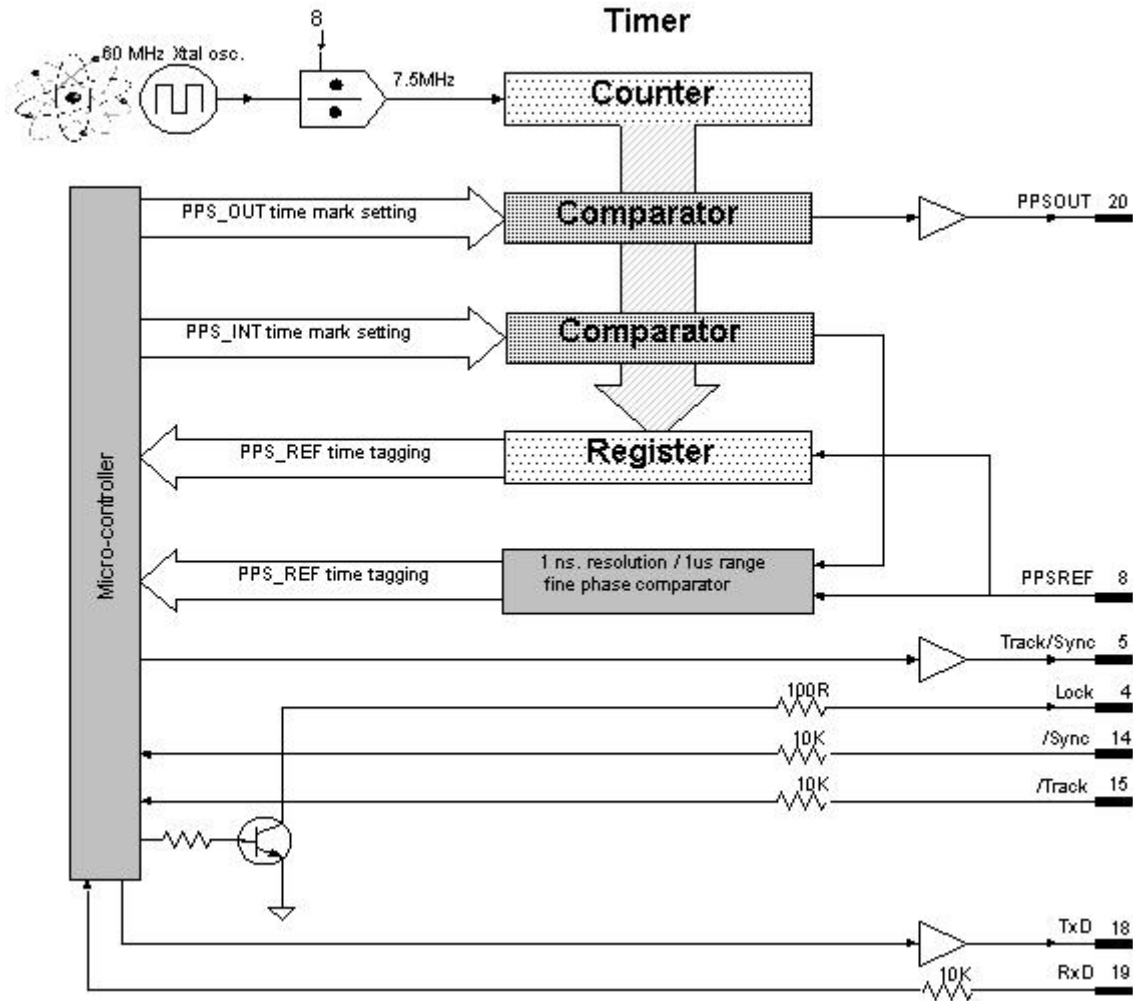 Timer
8
60 MHz Xtal osc.
7.5MHz
Counter
PPS_OUT time mark setting
Comparator
PPSOUT 20
PPS_INT time mark setting
Comparator
PPS_REF time tagging
Register
Micro-controller
PPS_REF time tagging
1 ns. resolution / 1us range
fine phase comparator
PPSREF 8
Track/Sync 5
100R
Lock 4
10K
/Sync 14
10K
/Track 15
TxD 18
10K
RxD 19